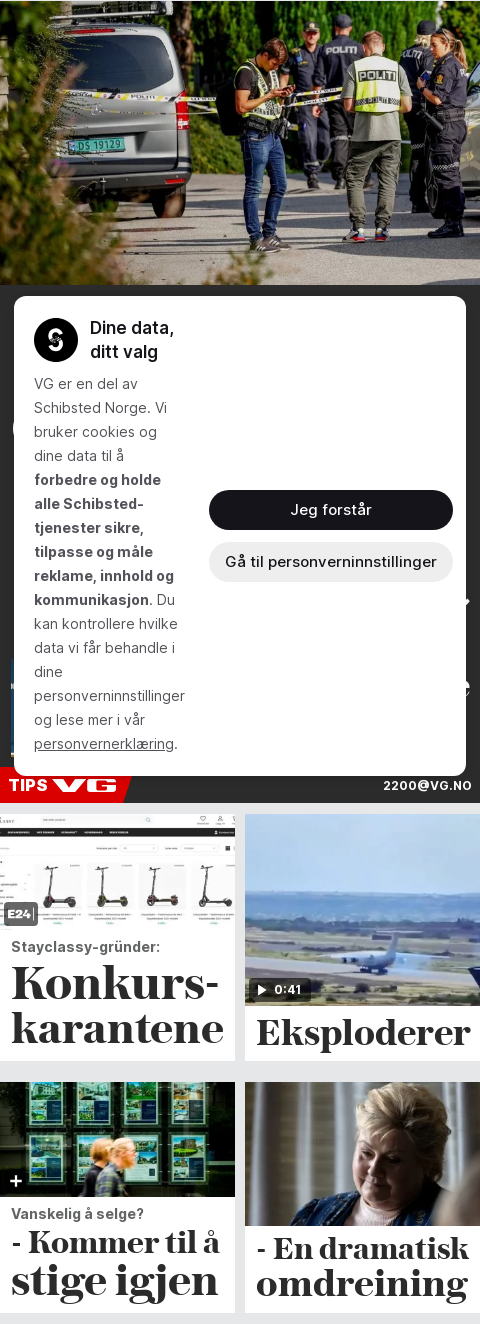 POLITI
POLITI
POLITI
POLITI
DS 19129
POLITI
Dine data,
ditt valg
VG er en del av
Schibsted Norge. Vi
bruker cookies og
dine data til å
forbedre og holde
alle Schibsted-
tjenester sikre,
tilpasse og måle
reklame, innhold og
kommunikasjon. Du
kan kontrollere hvilke
data vi får behandle i
dine
personverninnstillinger
og lese mer i vår
personvernerklæring.
Jeg forstår
Gå til personverninnstillinger
TIPS VG
2200@VG.NO
E24
Stayclassy-gründer:
Konkurs-
karantene
0:41
Eksploderer
Vanskelig å selge?
- Kommer til å
stige igjen
- En dramatisk
omdreining